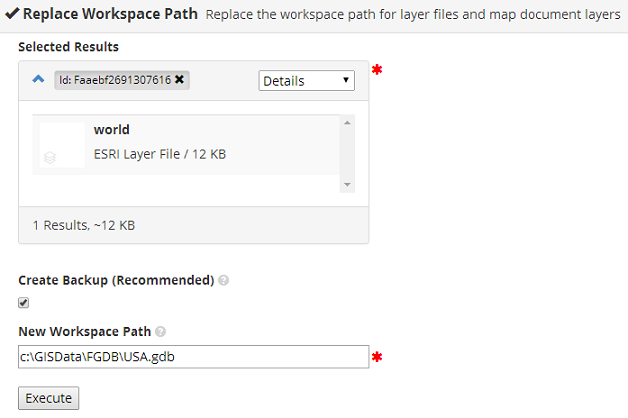 Replace Workspace Path Replace the workspace path for layer files and map document layers
Selected Results
Id: Faaebf2691307616 Details
world
ESRI Layer File / 12 KB
1 Results, ~12 KB
Create Backup (Recommended)
New Workspace Path
c:\GISData\FGDB\USA.gdb
Execute